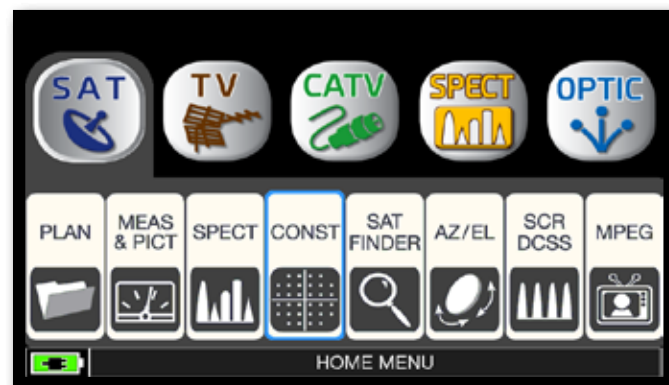 SAT TV CATV SPECT OPTIC
PLAN
MEAS
& PICT
SPECT
CONST
SAT
FINDER
AZ/EL
SCR
DCSS
MPEG
HOME MENU